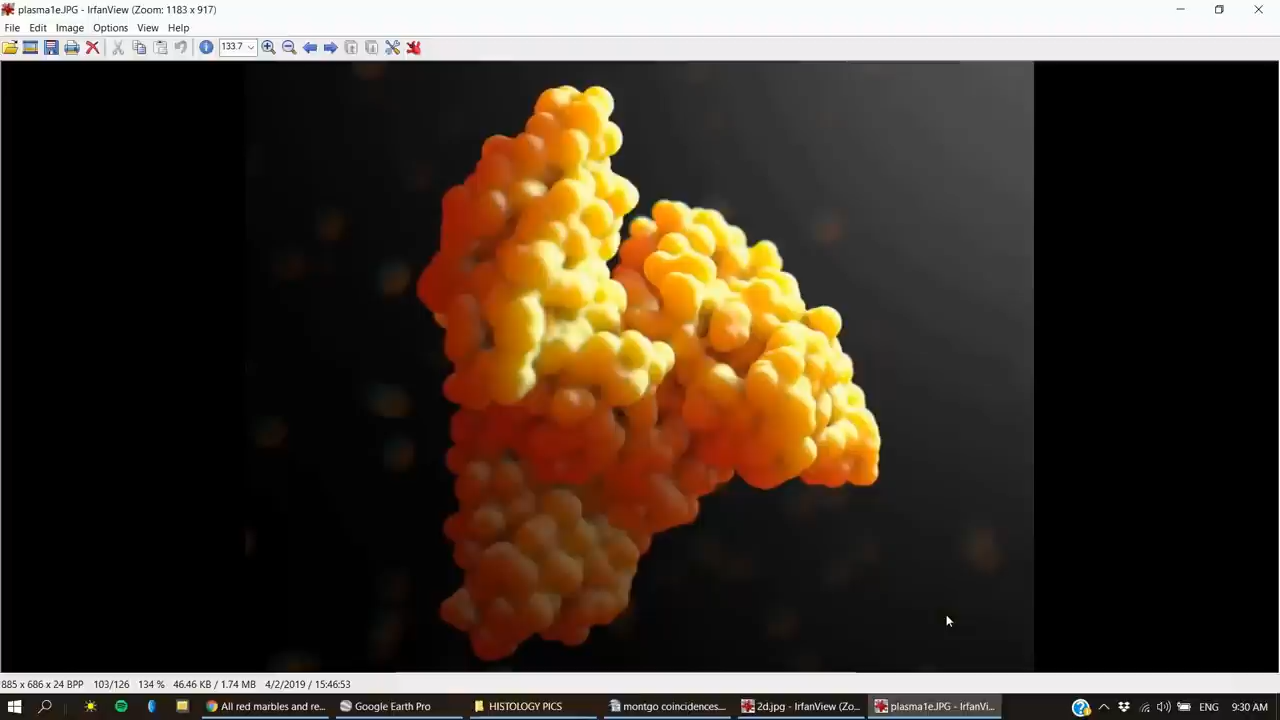 plasma1e.JPG - IrfanView (Zoom: 1183 x 917)
File Edit Image Options View Help
133.7
885 x 686 x 24 BPP 103/126 134 % 46.46 KB / 1.74 MB 4/2/2019 / 15:46:53
All red marbles and re... Google Earth Pro HISTOLOGY PICS montgo coincidences... 2d.jpg - IrfanView (Zo... plasma1e.JPG - IrfanVi... ENG 9:30 AM